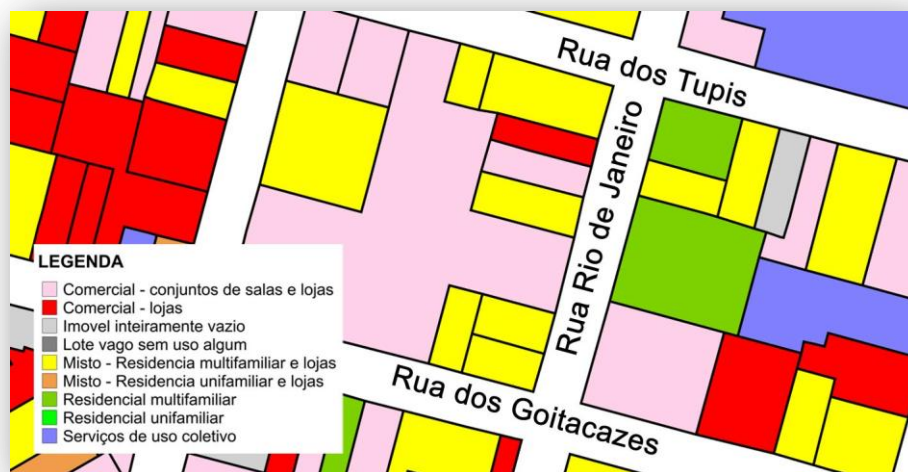 Rua dos Tupis
Rua Rio de Janeiro
Rua dos Goitacazes
LEGENDA
Comercial - conjuntos de salas e lojas
Comercial - lojas
Imovel inteiramente vazio
Lote vago sem uso algum
Misto - Residencia multifamiliar e lojas
Misto - Residencia unifamiliar e lojas
Residencial multifamiliar
Residencial unifamiliar
Serviços de uso coletivo